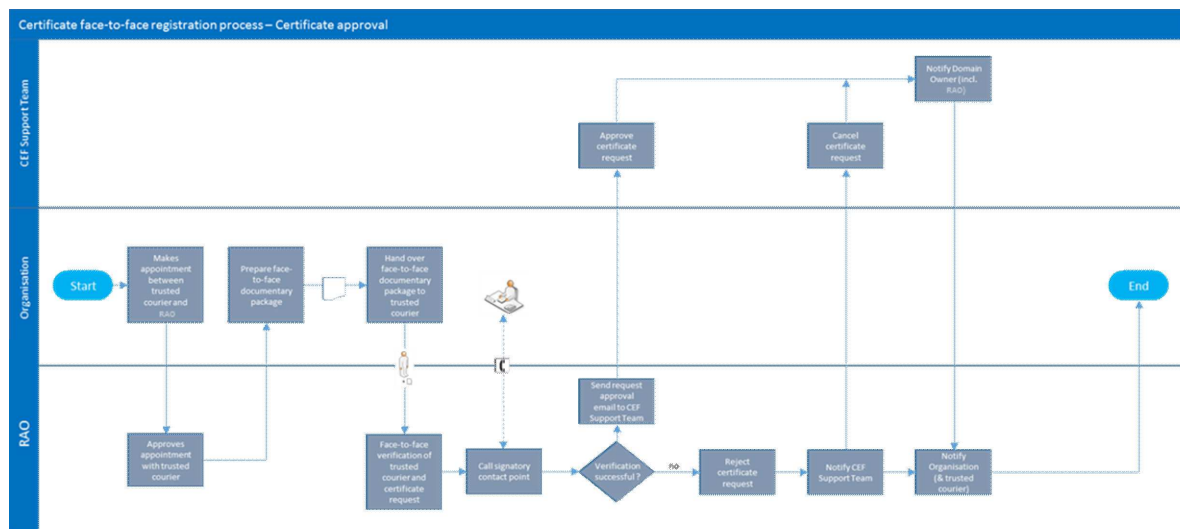 Certificate face-to-face registration process – Certificate approval
CEF Support Team
Notify Domain
Owner (incl.
RAO)
Approve
certificate
request
Cancel
certificate
request
Organisation
Start
Makes
appointment
between
trusted
courier and
RAO
Prepare face-
to-face
documentary
package
Hand over
face-to-face
documentary
package to
trusted
courier
End
RAO
Approves
appointment
with trusted
courier
Face-to-face
verification of
trusted
courier and
certificate
request
Call signatory
contact point
Send request
approval
email to CEF
Support Team
Verification
successful ?
no
Reject
certificate
request
Notify CEF
Support Team
Notify
Organisation
(& trusted
courier)